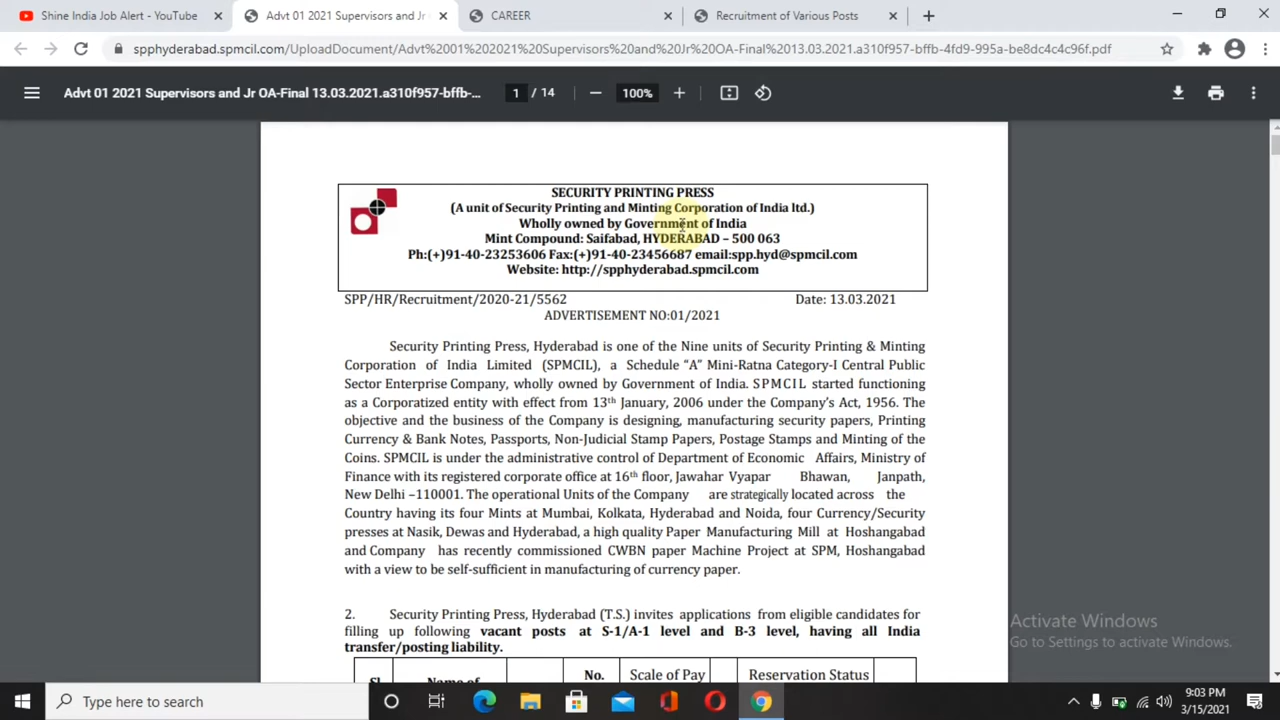 Shine India Job Alert - YouTube
Advt 01 2021 Supervisors and Jr O
CAREER
Recruitment of Various Posts
spphyderabad.spmcil.com/UploadDocument/Advt%2001%202021%20Supervisors%20and%20Jr%20OA-Final%2013.03.2021.a310f957-bffb-4fd9-995a-be8dc4c4c96f.pdf
Advt 01 2021 Supervisors and Jr OA-Final 13.03.2021.a310f957-bffb-...
1 / 14
100%
SECURITY PRINTING PRESS
(A unit of Security Printing and Minting Corporation of India ltd.)
Wholly owned by Government of India
Mint Compound: Saifabad, HYDERABAD – 500 063
Ph:(+)91-40-23253606 Fax:(+)91-40-23456687 email:spp.hyd@spmcil.com
Website: http://spphyderabad.spmcil.com
SPP/HR/Recruitment/2020-21/5562 Date: 13.03.2021
ADVERTISEMENT NO:01/2021
Security Printing Press, Hyderabad is one of the Nine units of Security Printing & Minting
Corporation of India Limited (SPMCIL), a Schedule “A” Mini-Ratna Category-I Central Public
Sector Enterprise Company, wholly owned by Government of India. SPMCIL started functioning
as a Corporatized entity with effect from 13th January, 2006 under the Company’s Act, 1956. The
objective and the business of the Company is designing, manufacturing security papers, Printing
Currency & Bank Notes, Passports, Non-Judicial Stamp Papers, Postage Stamps and Minting of the
Coins. SPMCIL is under the administrative control of Department of Economic Affairs, Ministry of
Finance with its registered corporate office at 16th floor, Jawahar Vyapar Bhawan, Janpath,
New Delhi –110001. The operational Units of the Company are strategically located across the
Country having its four Mints at Mumbai, Kolkata, Hyderabad and Noida, four Currency/Security
presses at Nasik, Dewas and Hyderabad, a high quality Paper Manufacturing Mill at Hoshangabad
and Company has recently commissioned CWBN paper Machine Project at SPM, Hoshangabad
with a view to be self-sufficient in manufacturing of currency paper.
2. Security Printing Press, Hyderabad (T.S.) invites applications from eligible candidates for
filling up following vacant posts at S-1/A-1 level and B-3 level, having all India
transfer/posting liability.
No. Scale of Pay Reservation Status
Sl Name of
Activate Windows
Go to Settings to activate Windows.
Type here to search
9:03 PM
3/15/2021